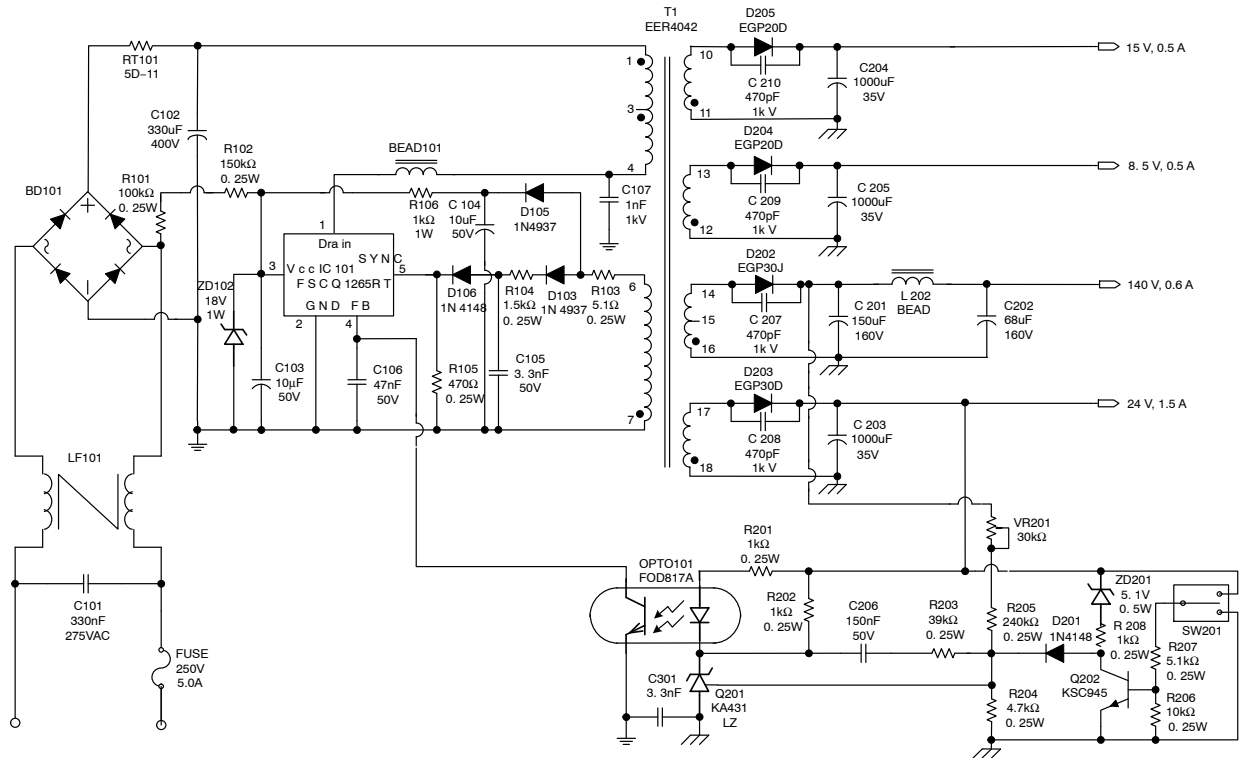 T1
EER4042
RT101
5D-11
C102
330uF
400V
BD101
R101
100kΩ
0. 25W
R102
150kΩ
0. 25W
BEAD101
1
3
4
R106
1kΩ
1W
C 104
10uF
50V
D105
1N4937
C107
1nF
1kV
1
Dra in
SYNC
3
Vcc IC 101
FSCQ 1265R T
5
GND FB
2
4
ZD102
18V
1W
D106
1N 4148
R104
1.5kΩ
0. 25W
D103
1N 4937
R103
5.1Ω
0. 25W
6
7
C103
10µF
50V
C106
47nF
50V
R105
470Ω
0. 25W
C105
3. 3nF
50V
LF101
C101
330nF
275VAC
FUSE
250V
5.0A
D205
EGP20D
10
11
C 210
470pF
1k V
C204
1000uF
35V
15 V, 0.5 A
D204
EGP20D
13
12
C 209
470pF
1k V
C 205
1000uF
35V
8. 5 V, 0.5 A
D202
EGP30J
14
15
16
C 207
470pF
1k V
C 201
150uF
160V
L 202
BEAD
C202
68uF
160V
140 V, 0.6 A
D203
EGP30D
17
18
C 208
470pF
1k V
C 203
1000uF
35V
24 V, 1.5 A
VR201
30kΩ
OPTO101
FOD817A
R201
1kΩ
0. 25W
R202
1kΩ
0. 25W
C206
150nF
50V
R203
39kΩ
0. 25W
R205
240kΩ
0. 25W
D201
1N4148
ZD201
5. 1V
0. 5W
R 208
1kΩ
0. 25W
SW201
R207
5.1kΩ
0. 25W
C301
3. 3nF
Q201
KA431
LZ
R204
4.7kΩ
0. 25W
Q202
KSC945
R206
10kΩ
0. 25W